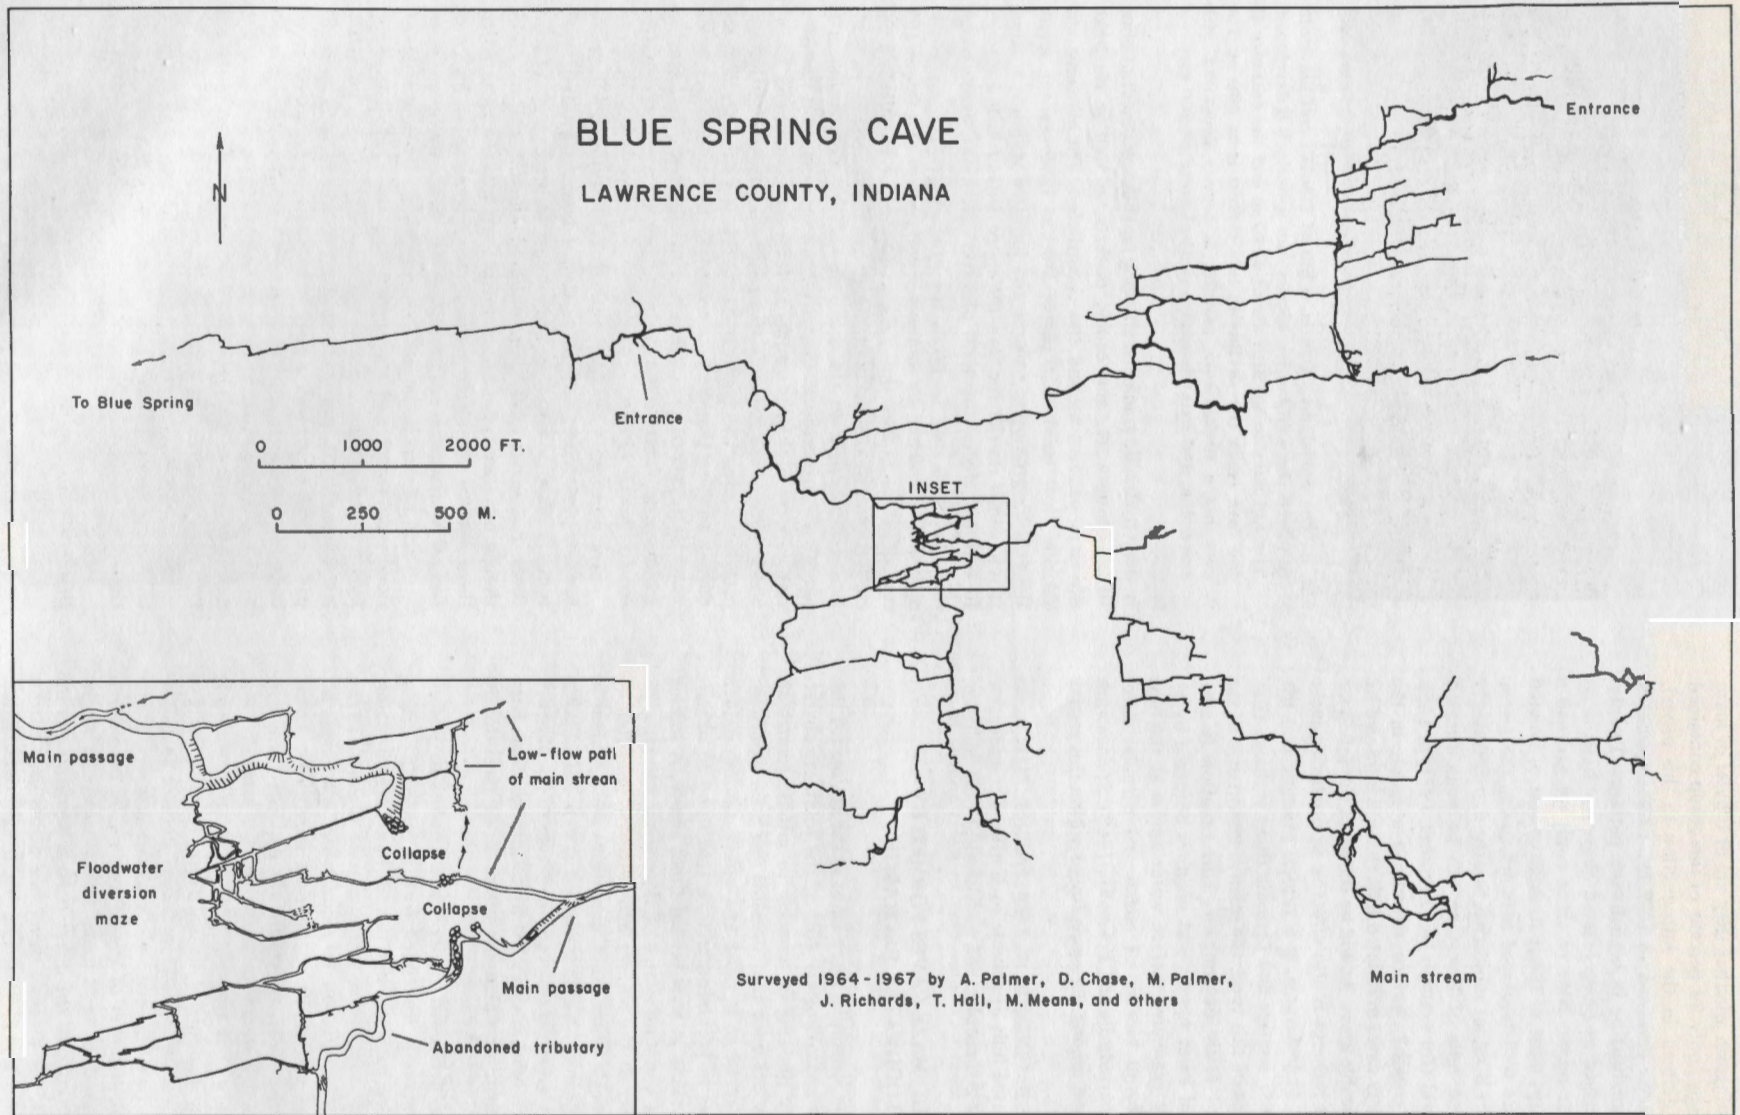 BLUE SPRING CAVE
LAWRENCE COUNTY, INDIANA
N
Entrance
To Blue Spring
Entrance
0 1000 2000 FT.
0 250 500 M.
INSET
Main passage
Low-flow patl
of main strean
Collapse
Floodwater
diversion
maze
Collapse
Main passage
Abandoned tributary
Surveyed 1964-1967 by A. Palmer, D. Chase, M. Palmer,
J. Richards, T. Hall, M. Means, and others
Main stream